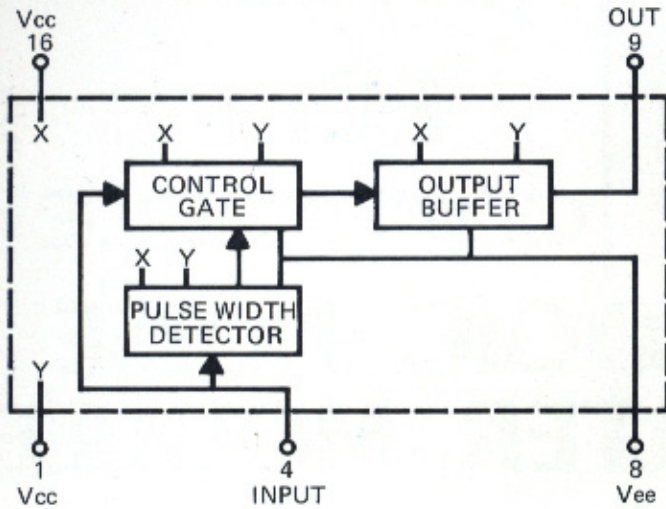 Vcc
16
OUT
9
X
X
Y
X
Y
CONTROL
GATE
OUTPUT
BUFFER
X
Y
PULSE WIDTH
DETECTOR
Y
1
Vcc
4
INPUT
8
Vee